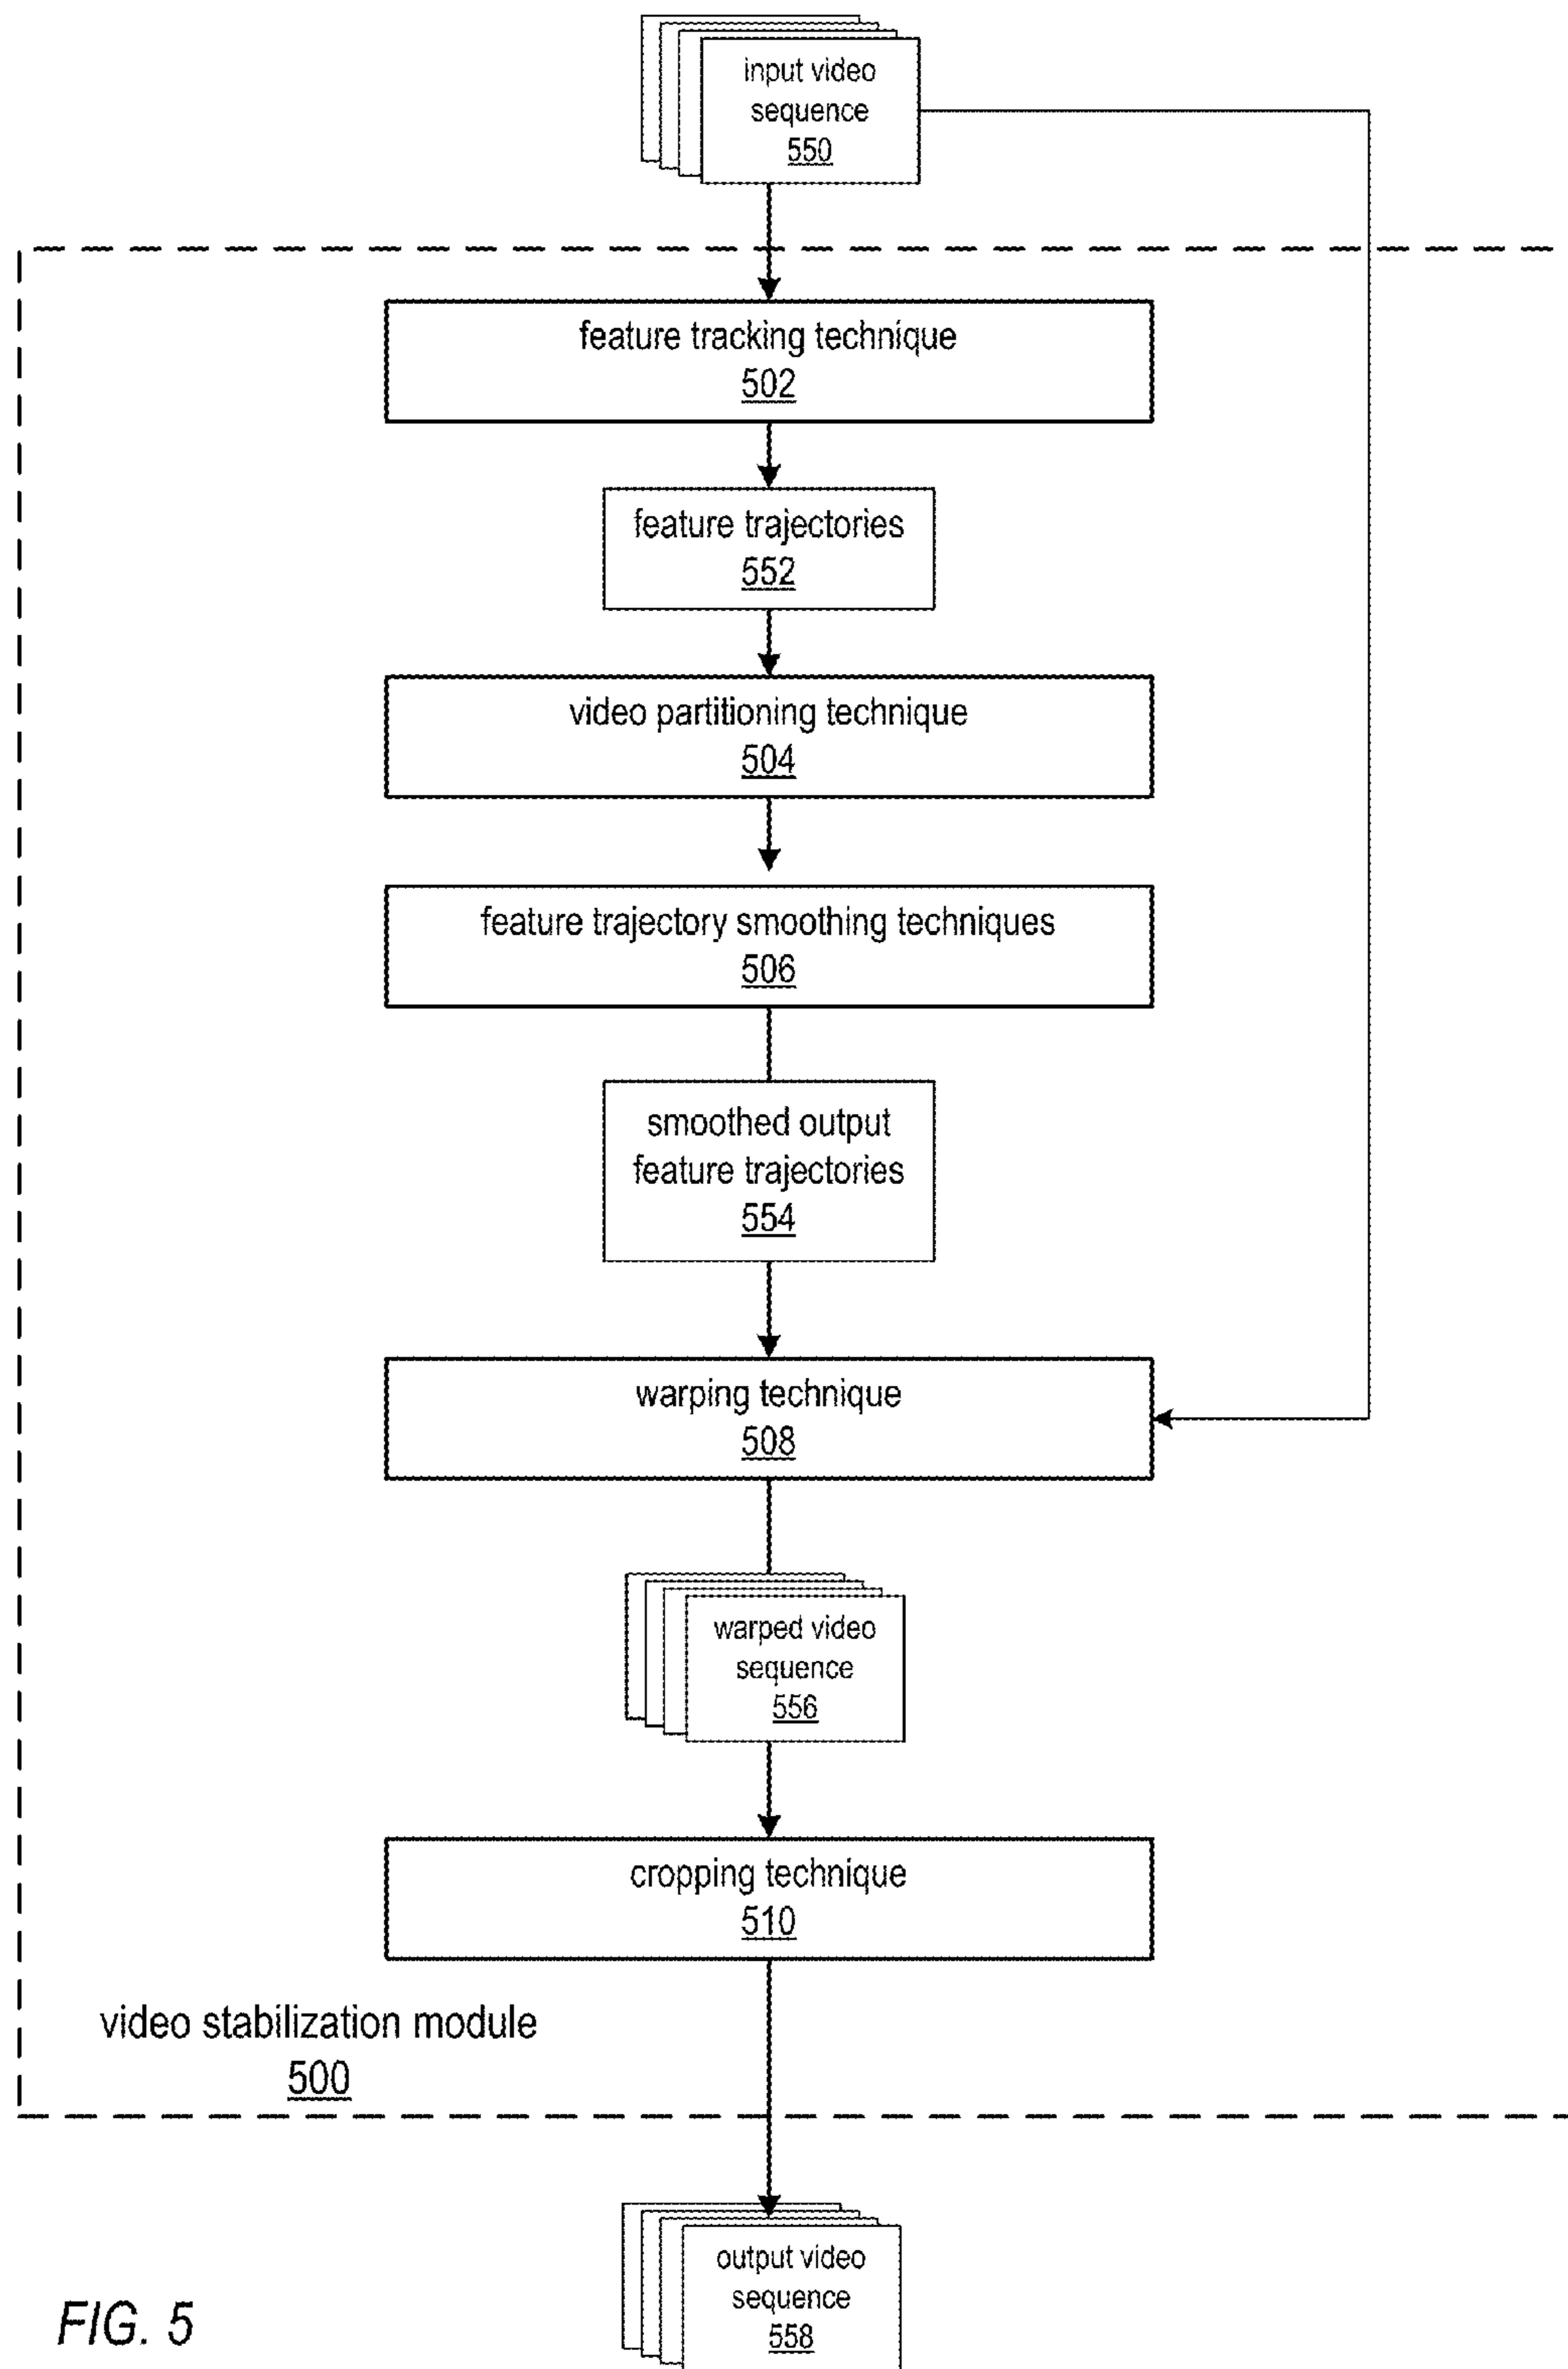 input video
sequence
550
feature tracking technique
502
feature trajectories
552
video partitioning technique
504
feature trajectory smoothing techniques
506
smoothed output
feature trajectories
554
warping technique
508
warped video
sequence
556
cropping technique
510
video stabilization module
500
output video
sequence
558
FIG. 5